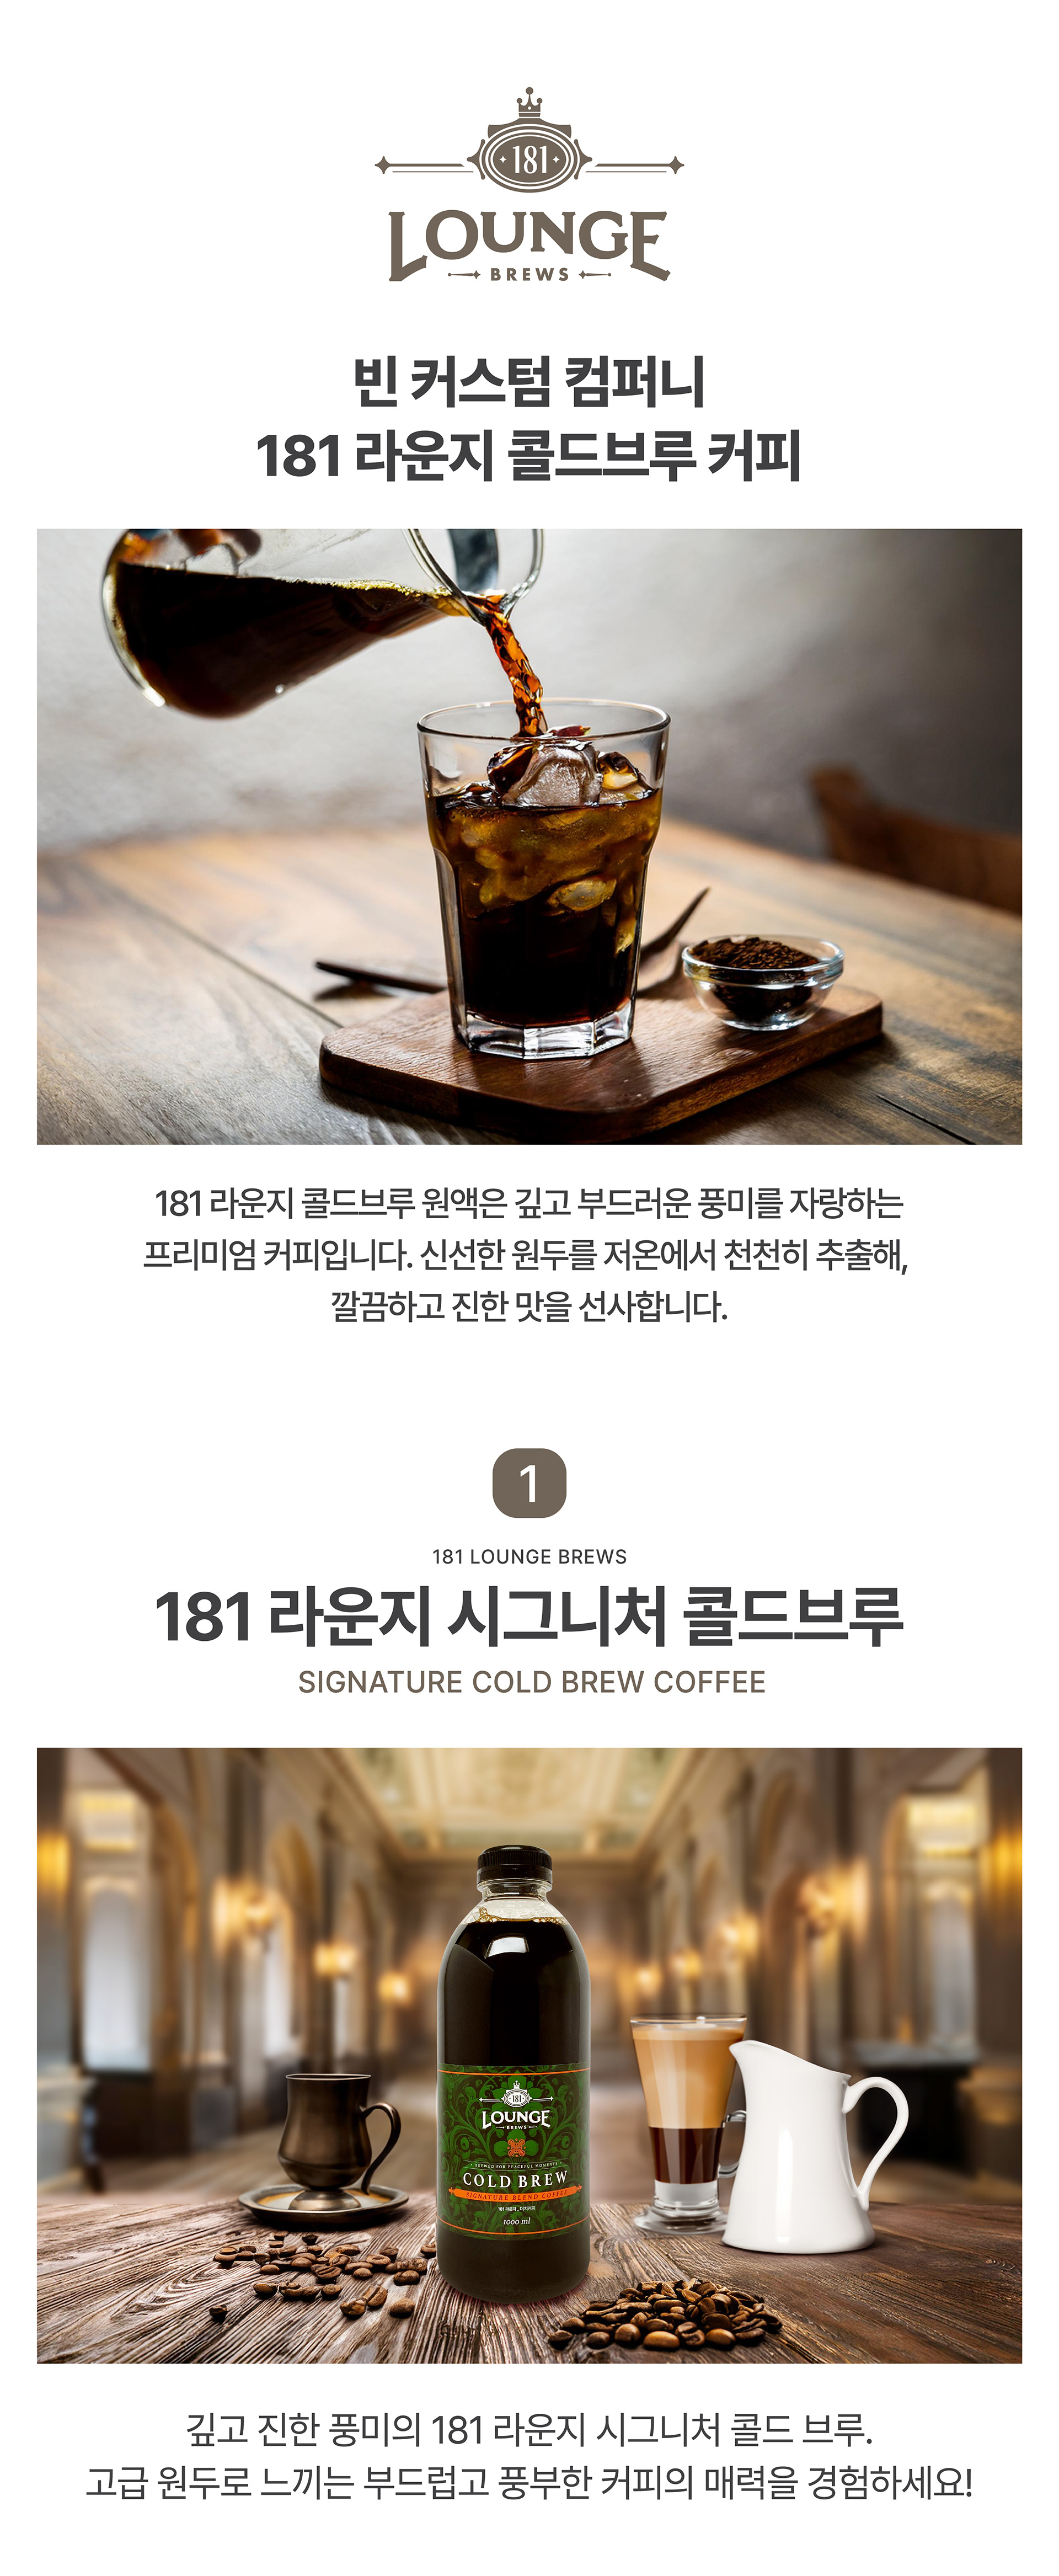 181
LOUNGE
BREWS
빈 커스텀 컴퍼니
181 라운지 콜드브루 커피
181 라운지 콜드브루 원액은 깊고 부드러운 풍미를 자랑하는
프리미엄 커피입니다. 신선한 원두를 저온에서 천천히 추출해,
깔끔하고 진한 맛을 선사합니다.
1
181 LOUNGE BREWS
181 라운지 시그니처 콜드브루
SIGNATURE COLD BREW COFFEE
181
LOUNGE
BREWS
BREWED FOR PEACEFUL MOMENTS
COLD BREW
SIGNATURE BLEND COFFEE
1000 ml
깊고 진한 풍미의 181 라운지 시그니처 콜드 브루.
고급 원두로 느끼는 부드럽고 풍부한 커피의 매력을 경험하세요!